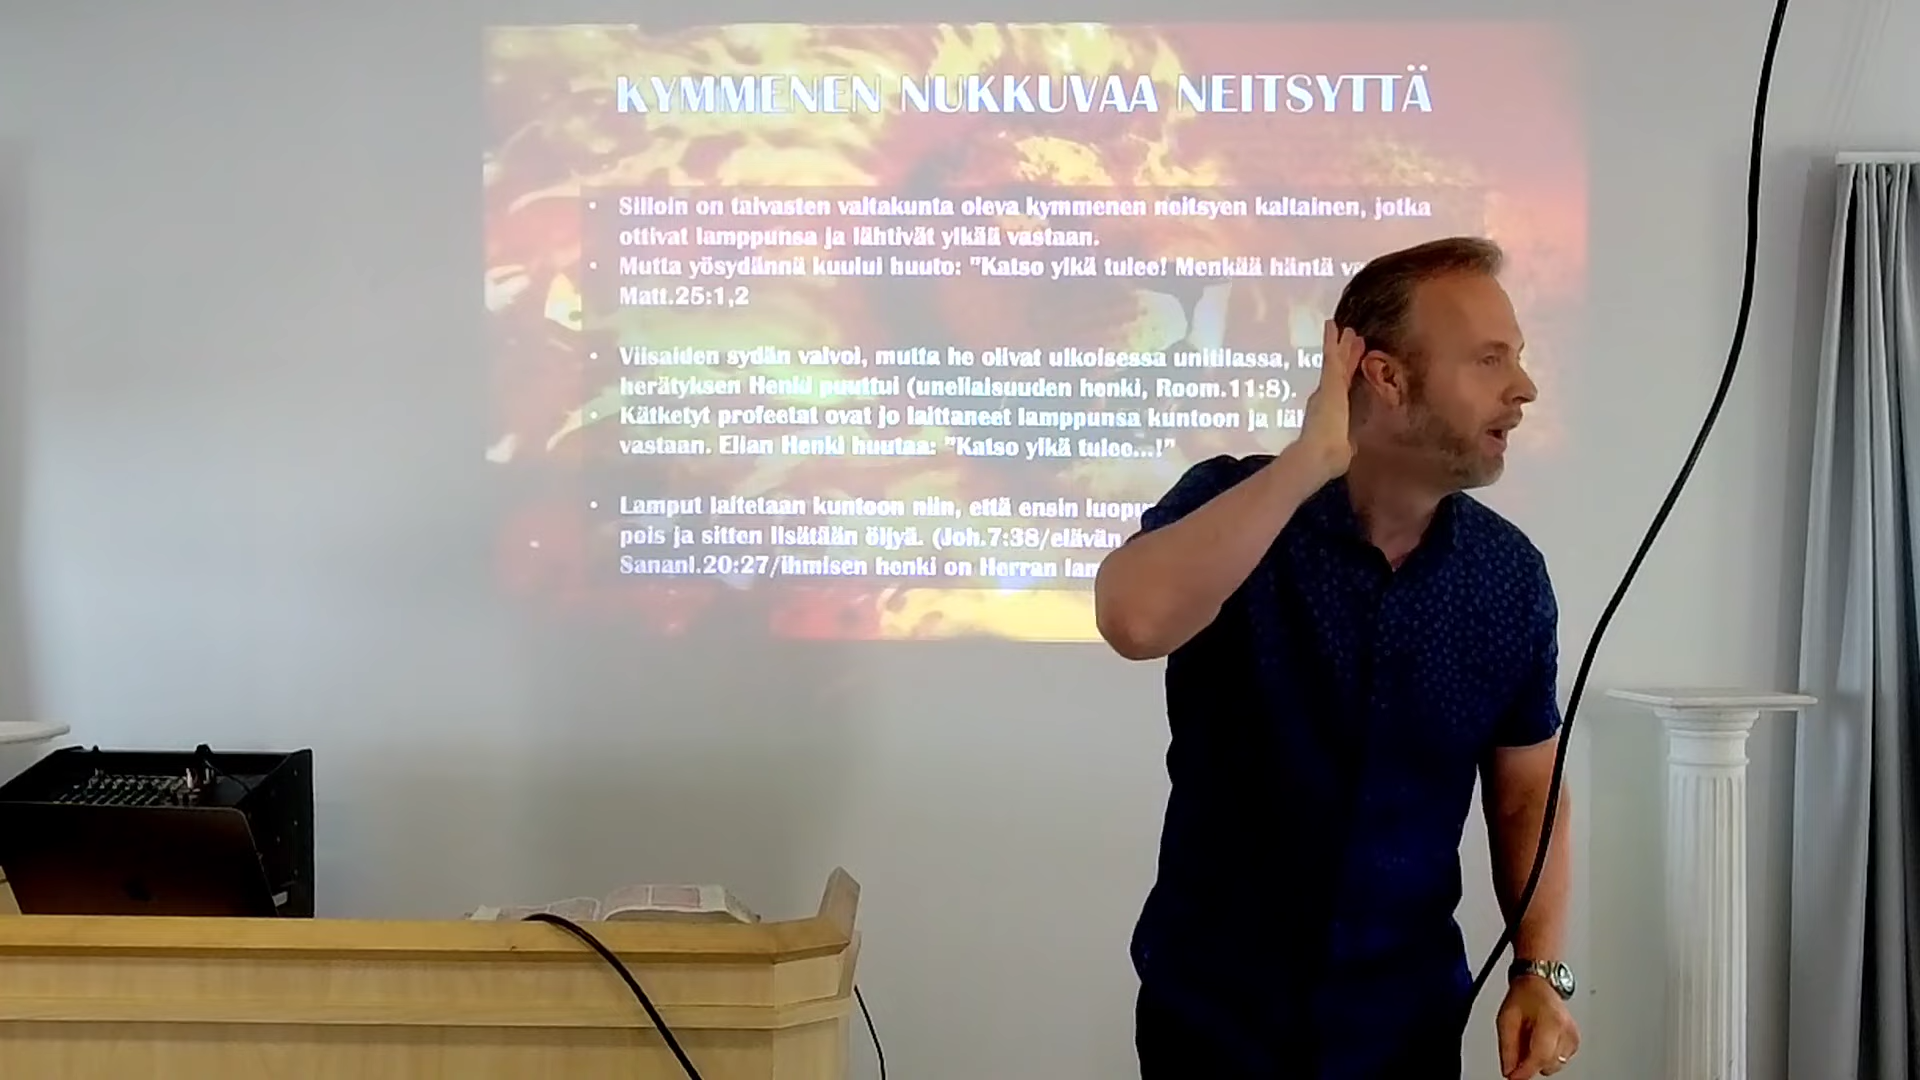 KYMMENEN NUKKUVAA NEITSYTTÄ
• Silloin on taivasten valtakunta oleva kymmenen neitsyen kaltainen, jotka
ottivat lamppunsa ja lähtivät ylkää vastaan.
• Mutta yösydännä kuului huuto: "Katso ylkä tulee! Menkää häntä
Matt.25:1,2
• Viisaiden sydän valvoi, mutta he olivat ulkoisessa unitilassa,
herätyksen Henki puuttui (uneliaisuuden henki, Room.11:8).
• Kätketyt profeetat ovat jo laittaneet lamppunsa kuntoon ja
vastaan. Elian Henki huutaa: "Katso ylkä tulee...!"
• Lamput laitetaan kuntoon niin, että ensin
pois ja sitten lisätään öljyä. (Joh.7:38/elävän
Sananl.20:27/ihmisen henki on Herran